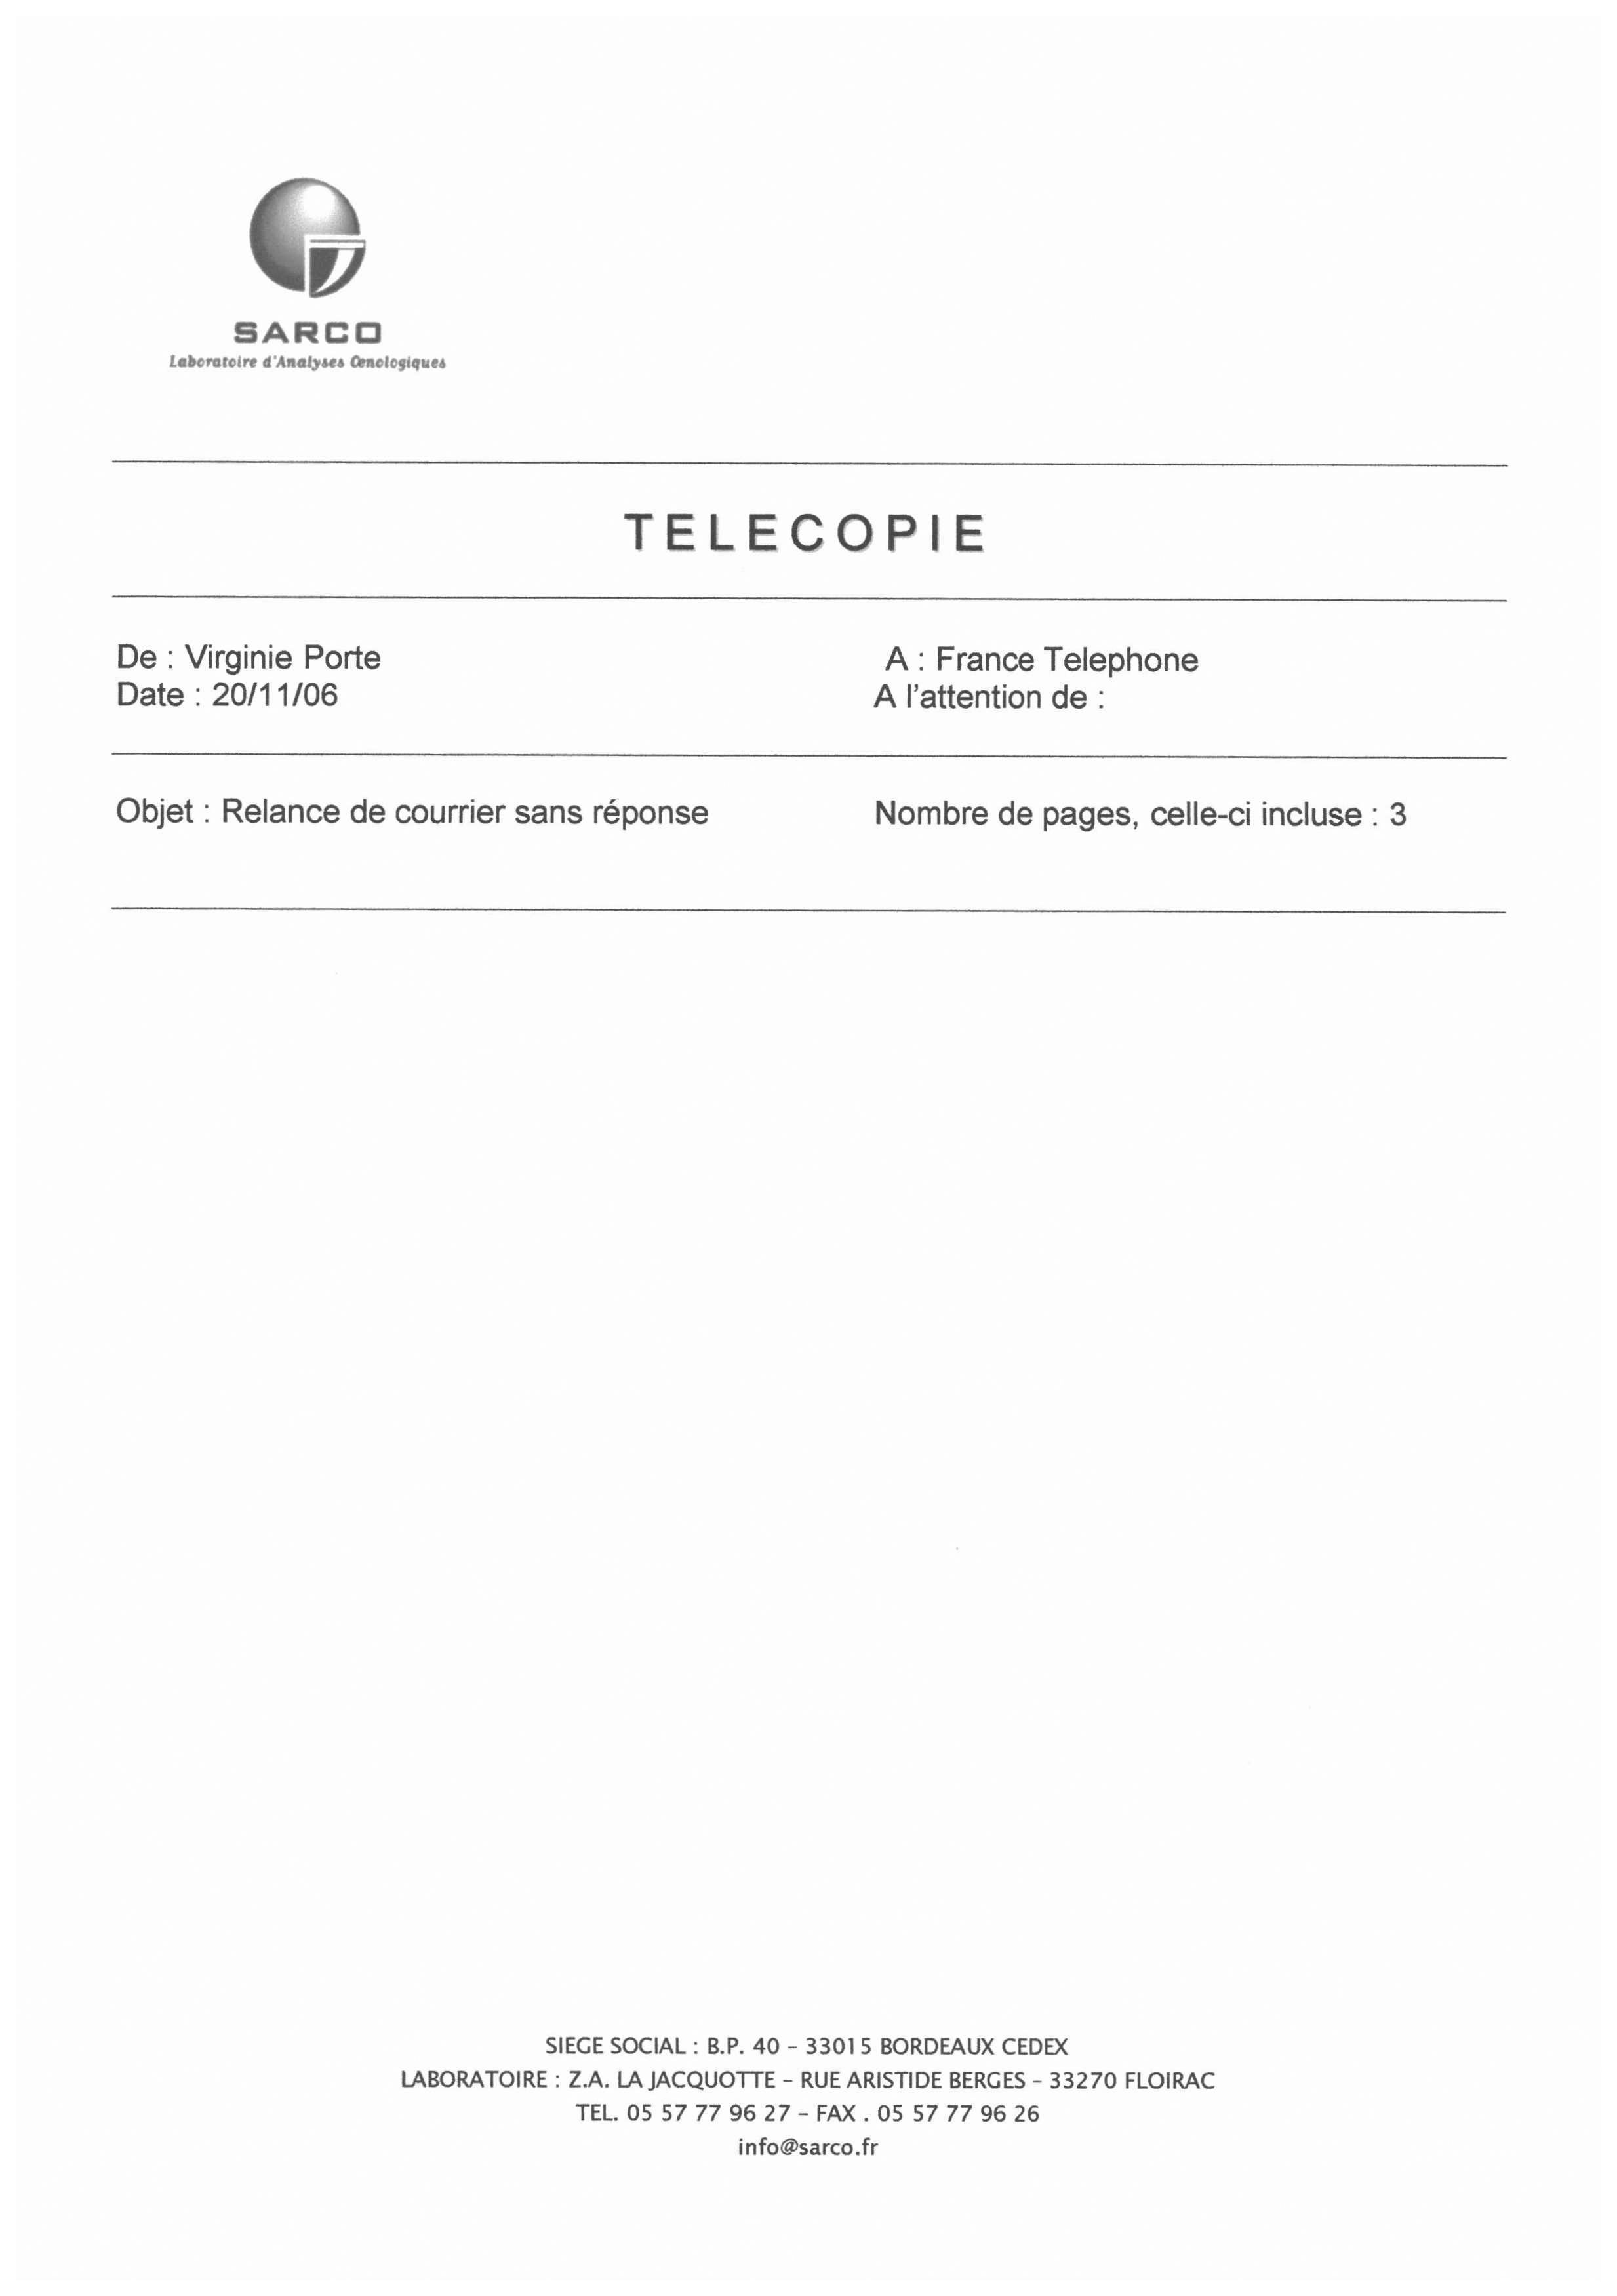 SARCO
Laboratoire d'Analyses Œnologiques
TELECOPIE
De : Virginie Porte
A : France Telephone
Date : 20/11/06
A l'attention de :
Objet : Relance de courrier sans réponse
Nombre de pages, celle-ci incluse : 3
SIEGE SOCIAL : B.P. 40 – 33015 BORDEAUX CEDEX
LABORATOIRE : Z.A. LA JACQUOTTE – RUE ARISTIDE BERGES – 33270 FLOIRAC
TEL. 05 57 77 96 27 – FAX . 05 57 77 96 26
info@sarco.fr